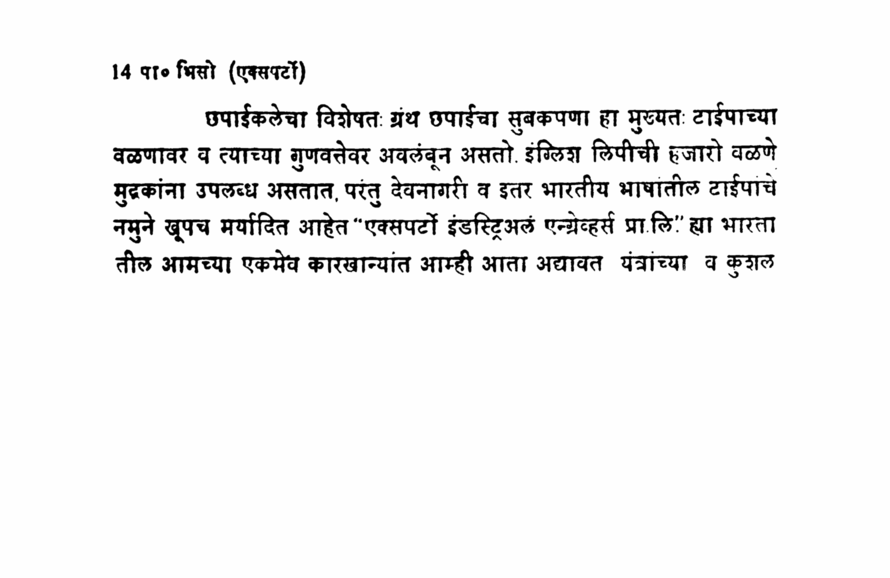 14 पा० भिसो (एक्सपर्टो)
छपाईकलेचा विशेषतः ग्रंथ छपाईचा सुबकपणा हा मुख्यतः टाईपाच्या
वळणावर व त्याच्या गुणवत्तेवर अवलंबून असतो. इंग्लिश लिपीची हजारो वळणे
मुद्रकांना उपलब्ध असतात, परंतु देवनागरी व इतर भारतीय भाषांतील टाईपांचे
नमुने खूपच मर्यादित आहेत "एक्सपर्टो इंडस्ट्रिअल एन्ग्रेव्हर्स प्रा.लि." ह्या भारता
तील आमच्या एकमेव कारखान्यांत आम्ही आता अद्यावत यंत्रांच्या व कुशल